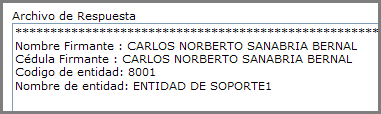 Archivo de Respuesta
******************************************************************
Nombre Firmante : CARLOS NORBERTO SANABRIA BERNAL
Cédula Firmante : CARLOS NORBERTO SANABRIA BERNAL
Codigo de entidad: 8001
Nombre de entidad: ENTIDAD DE SOPORTE1